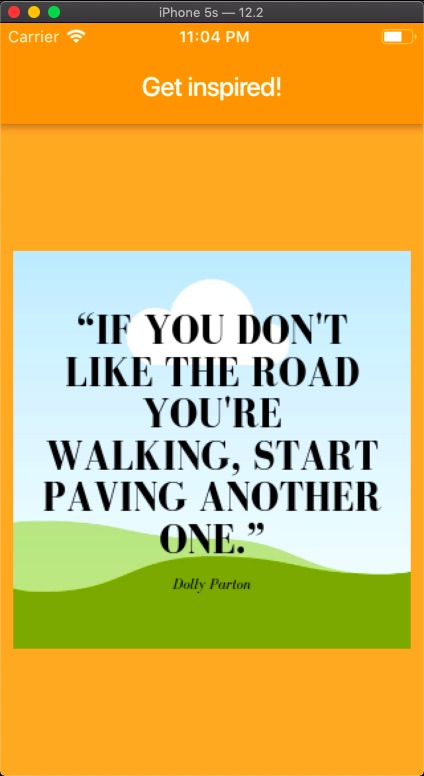 iPhone 5s — 12.2
Carrier 11:04 PM
Get inspired!
“IF YOU DON'T
LIKE THE ROAD
YOU'RE
WALKING, START
PAVING ANOTHER
ONE.”
Dolly Parton